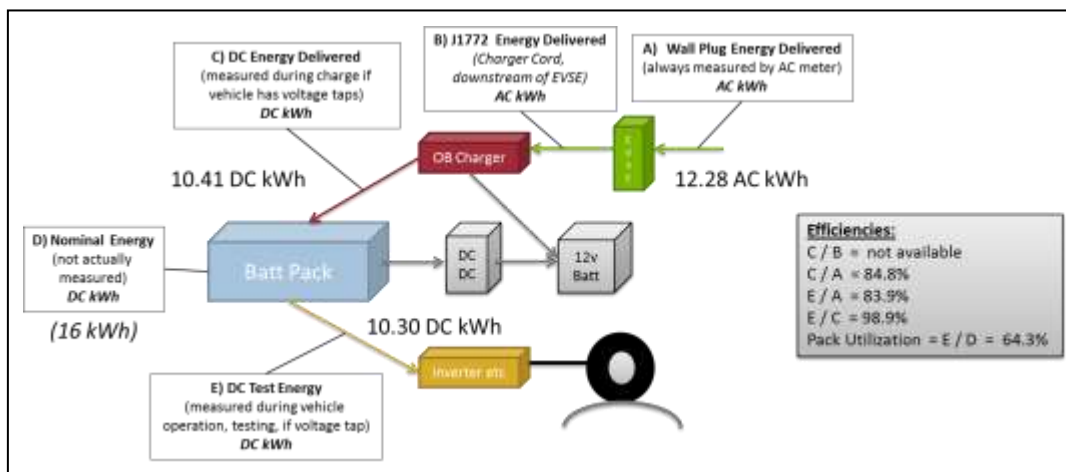 C) DC Energy Delivered
(measured during charge if
vehicle has voltage taps)
DC kWh
B) J1772 Energy Delivered
(Charger Cord,
downstream of EVSE)
AC kWh
A) Wall Plug Energy Delivered
(always measured by AC meter)
AC kWh
OB Charger
10.41 DC kWh
12.28 AC kWh
D) Nominal Energy
(not actually
measured)
DC kWh
(16 kWh)
Batt Pack
DC
DC
12v
Batt
Efficiencies:
C / B = not available
C / A = 84.8%
E / A = 83.9%
E / C = 98.9%
Pack Utilization = E / D = 64.3%
10.30 DC kWh
Inverter etc
E) DC Test Energy
(measured during vehicle
operation, testing, if voltage tap)
DC kWh